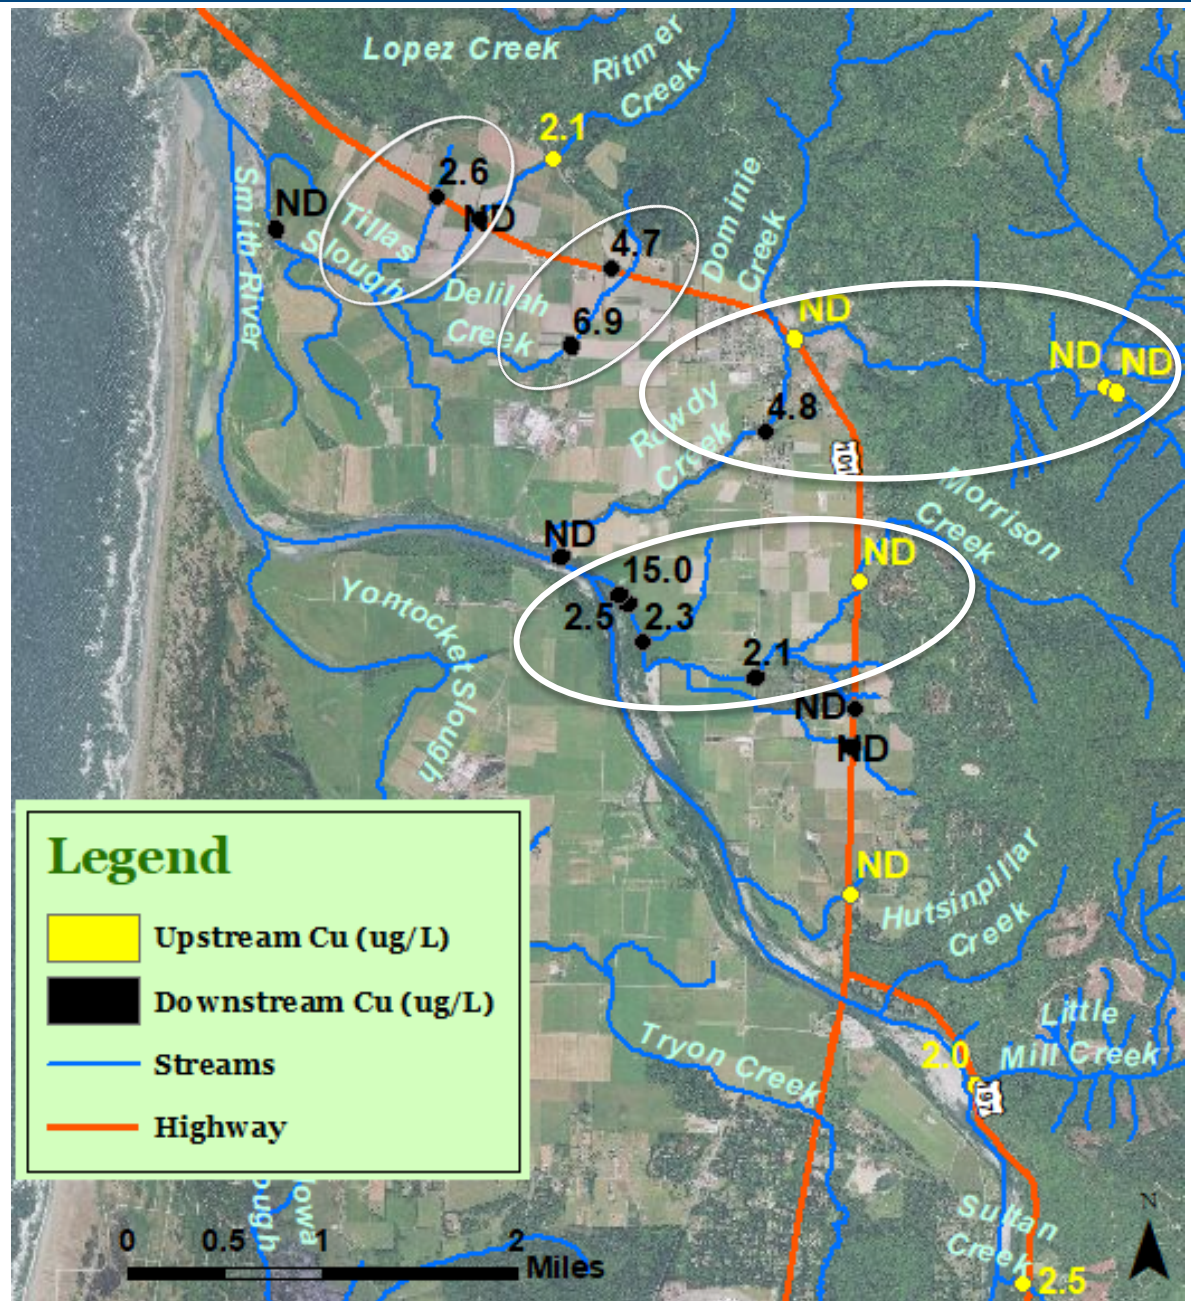 Lopez Creek
Ritmer
Creek
2.1
2.6
ND
ND
Tillas
Slough
Smith River
Dominie
Creek
4.7
Delilah
Creek
6.9
ND
ND
ND
4.8
Rowdy
Creek
101
Morrison
Creek
ND
ND
15.0
2.5
2.3
2.1
Yontocket Slough
ND
ND
ND
Hutsinpillar
Creek
Legend
Upstream Cu (ug/L)
Downstream Cu (ug/L)
Streams
Highway
Little
Mill Creek
2.0
197
Tryon Creek
Sultan
Creek
2.5
ough
lowa
0 0.5 1 2
Miles
N